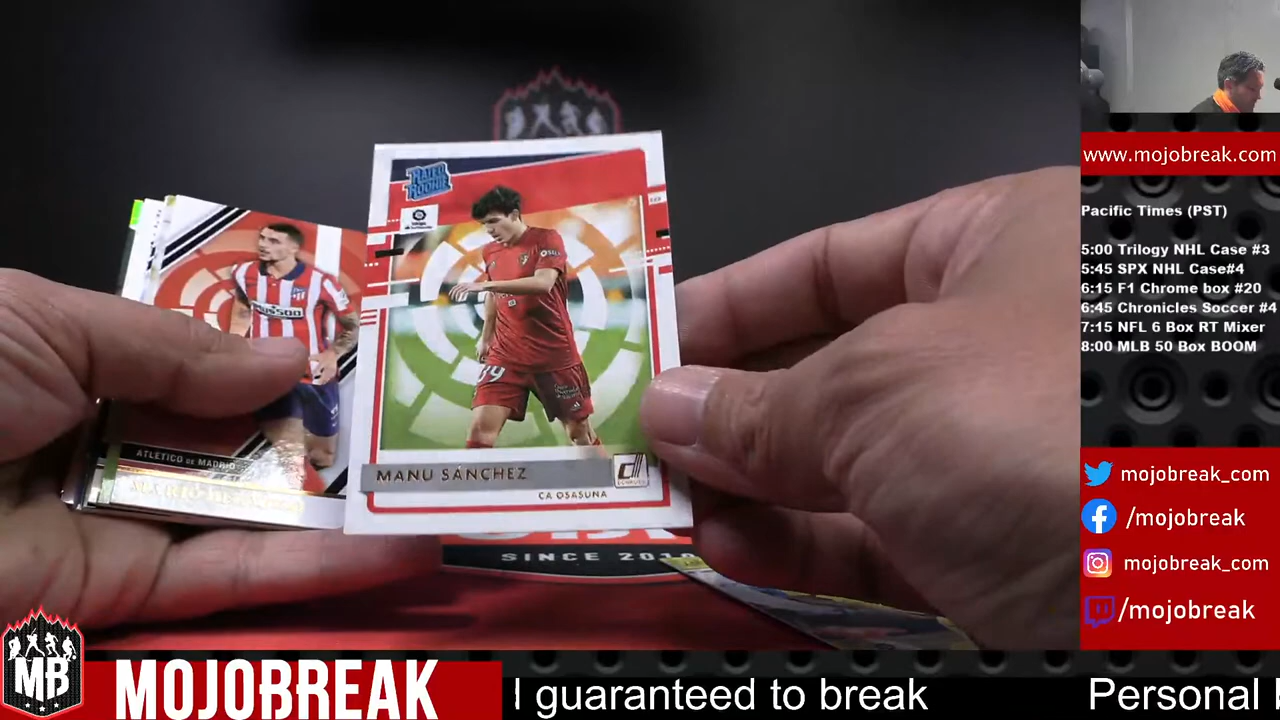 RATED
ROOKIE
MANU SÁNCHEZ
CA OSASUNA
ATLÉTICO DE MADRID
39
SINCE
www.mojobreak.com
Pacific Times (PST)
5:00 Trilogy NHL Case #3
5:45 SPX NHL Case#4
6:15 F1 Chrome box #20
6:45 Chronicles Soccer #4
7:15 NFL 6 Box RT Mixer
8:00 MLB 50 Box BOOM
mojobreak_com
/mojobreak
mojobreak_com
/mojobreak
MB
MOJOBREAK
I guaranteed to break
Personal